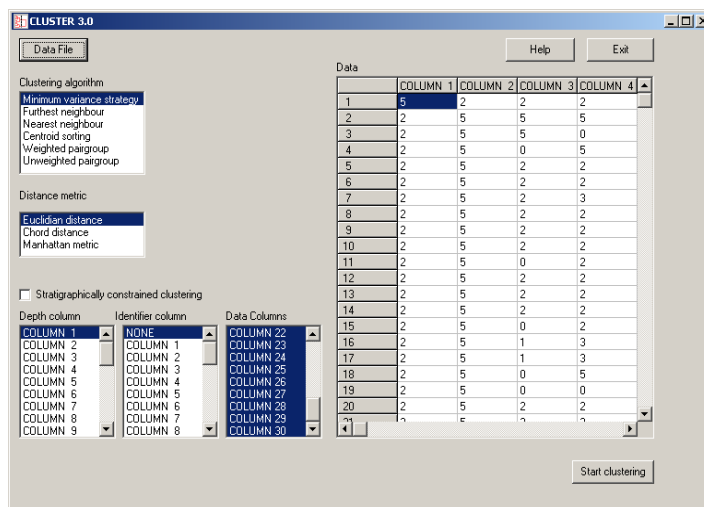 CLUSTER 3.0
Data File
Help
Exit
Clustering algorithm
Minimum variance strategy
Furthest neighbour
Nearest neighbour
Centroid sorting
Weighted pairgroup
Unweighted pairgroup
Distance metric
Euclidian distance
Chord distance
Manhattan metric
Stratigraphically constrained clustering
Depth column
COLUMN 1
COLUMN 2
COLUMN 3
COLUMN 4
COLUMN 5
COLUMN 6
COLUMN 7
COLUMN 8
COLUMN 9
Identifier column
NONE
COLUMN 1
COLUMN 2
COLUMN 3
COLUMN 4
COLUMN 5
COLUMN 6
COLUMN 7
COLUMN 8
Data Columns
COLUMN 22
COLUMN 23
COLUMN 24
COLUMN 25
COLUMN 26
COLUMN 27
COLUMN 28
COLUMN 29
COLUMN 30
Data
COLUMN 1 COLUMN 2 COLUMN 3 COLUMN 4
1 5 2 2 2
2 2 5 5 5
3 2 5 5 0
4 2 5 0 5
5 2 5 2 2
6 2 5 2 2
7 2 5 2 3
8 2 5 2 2
9 2 5 2 2
10 2 5 2 2
11 2 5 0 2
12 2 5 2 2
13 2 5 2 2
14 2 5 2 2
15 2 5 0 2
16 2 5 1 3
17 2 5 1 3
18 2 5 0 5
19 2 5 0 0
20 2 5 2 2
Start clustering